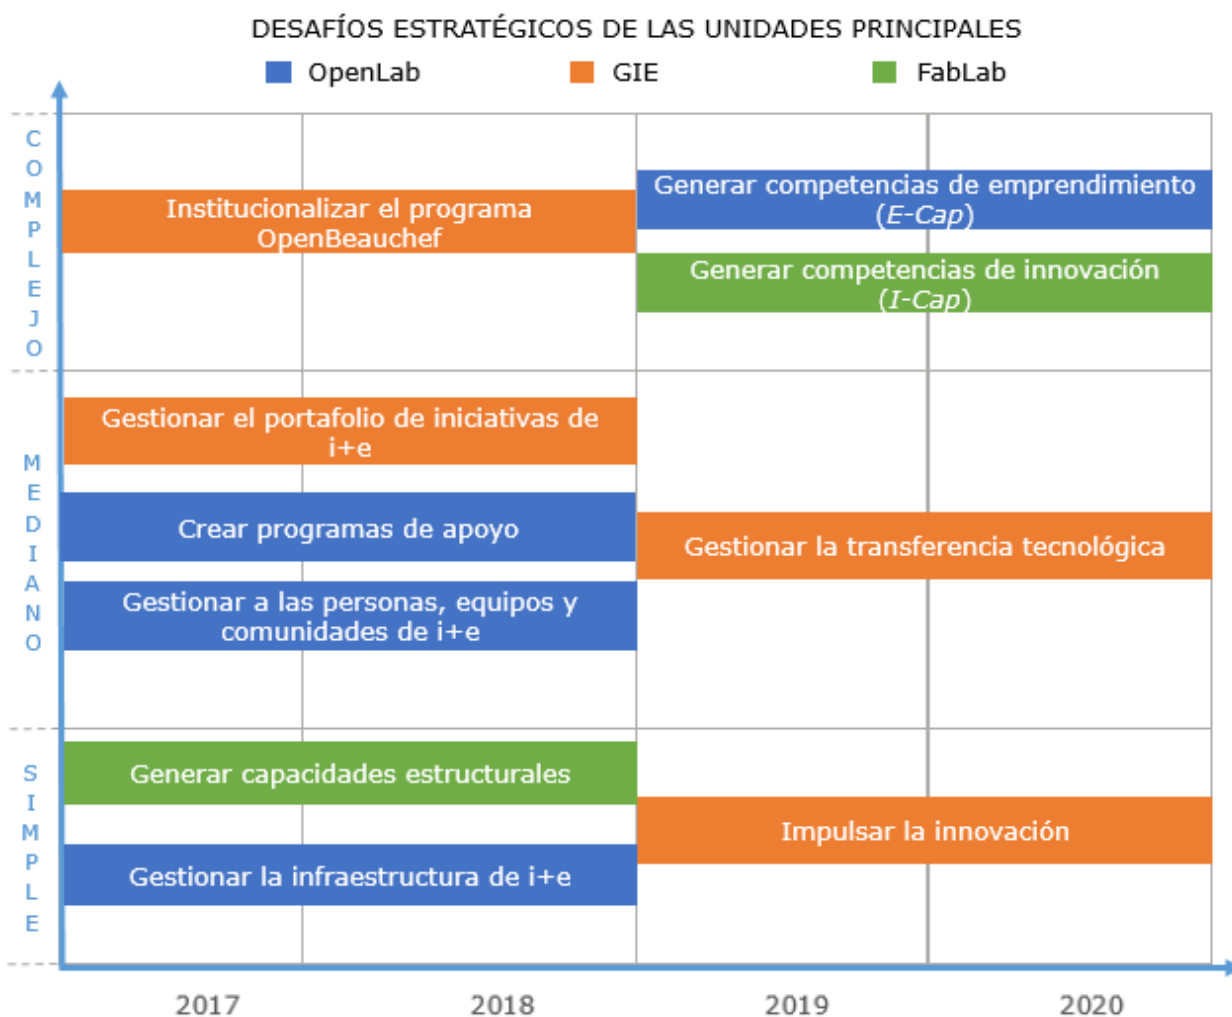 DESAFÍOS ESTRATÉGICOS DE LAS UNIDADES PRINCIPALES
OpenLab GIE FabLab
COMPLEJO
Institucionalizar el programa
OpenBeauchef
Generar competencias de emprendimiento
(E-Cap)
Generar competencias de innovación
(I-Cap)
MEDIANO
Gestionar el portafolio de iniciativas de
i+e
Crear programas de apoyo
Gestionar a las personas, equipos y
comunidades de i+e
Gestionar la transferencia tecnológica
SIMPLE
Generar capacidades estructurales
Gestionar la infraestructura de i+e
Impulsar la innovación
2017 2018 2019 2020